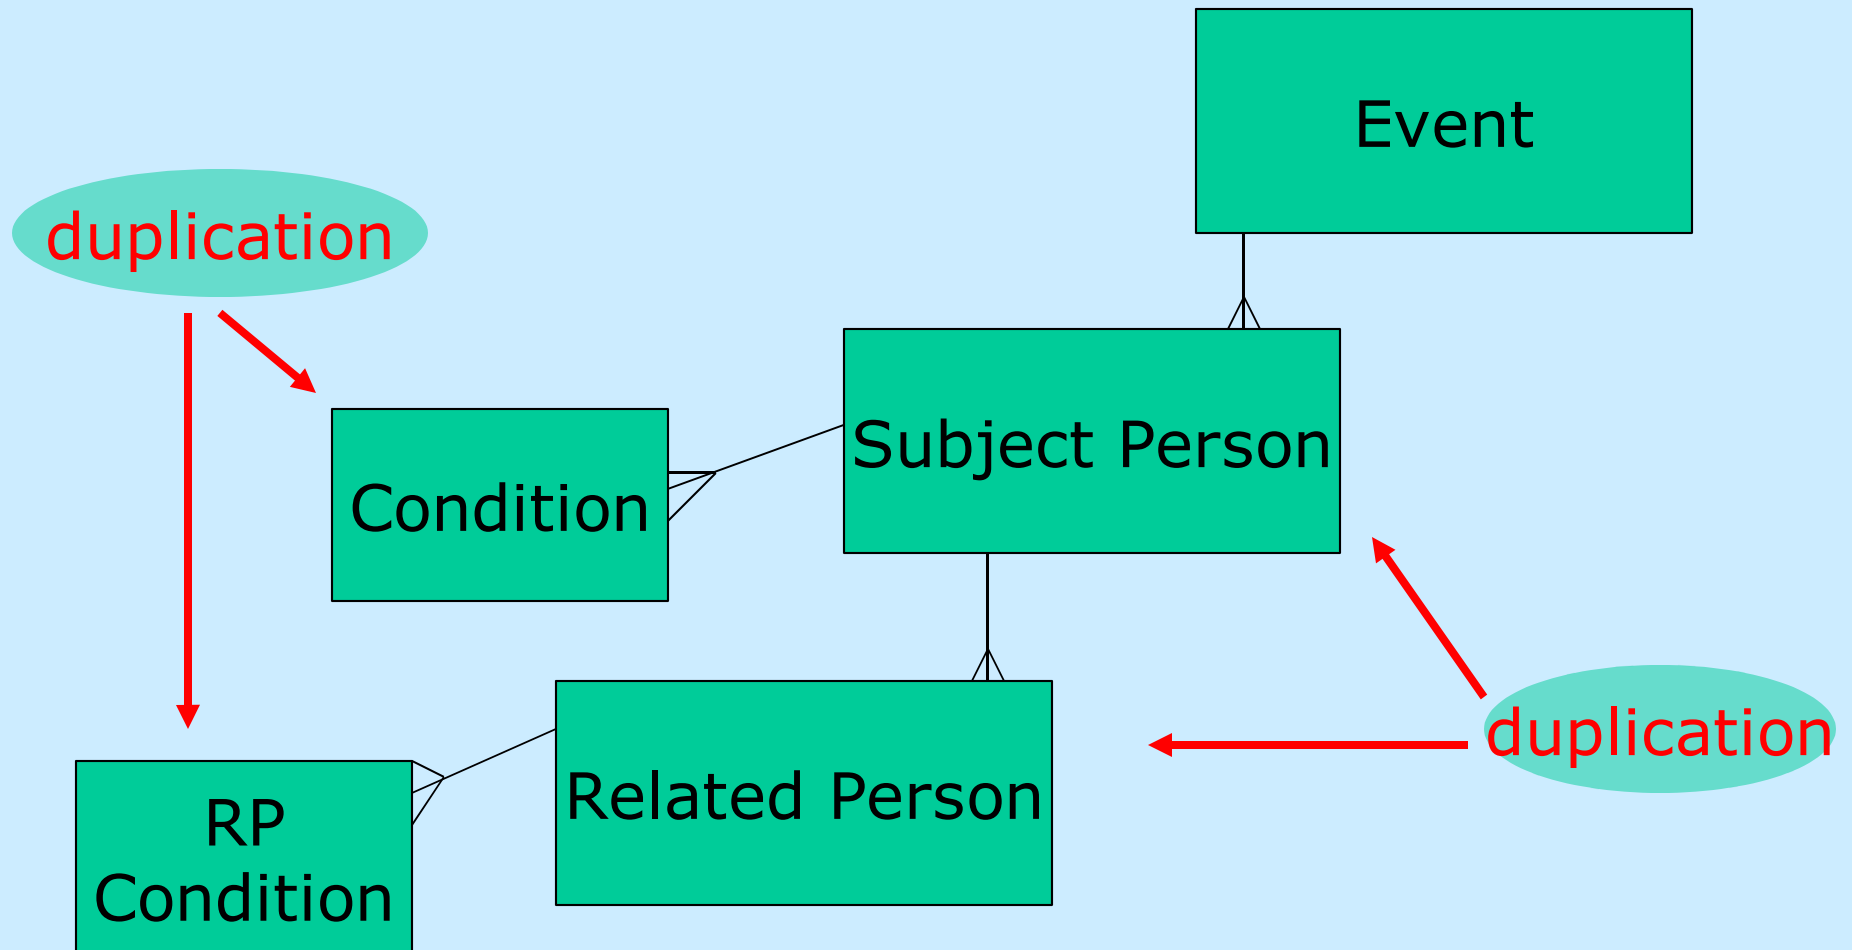 Event
duplication
Subject Person
Condition
duplication
Related Person
RP
Condition